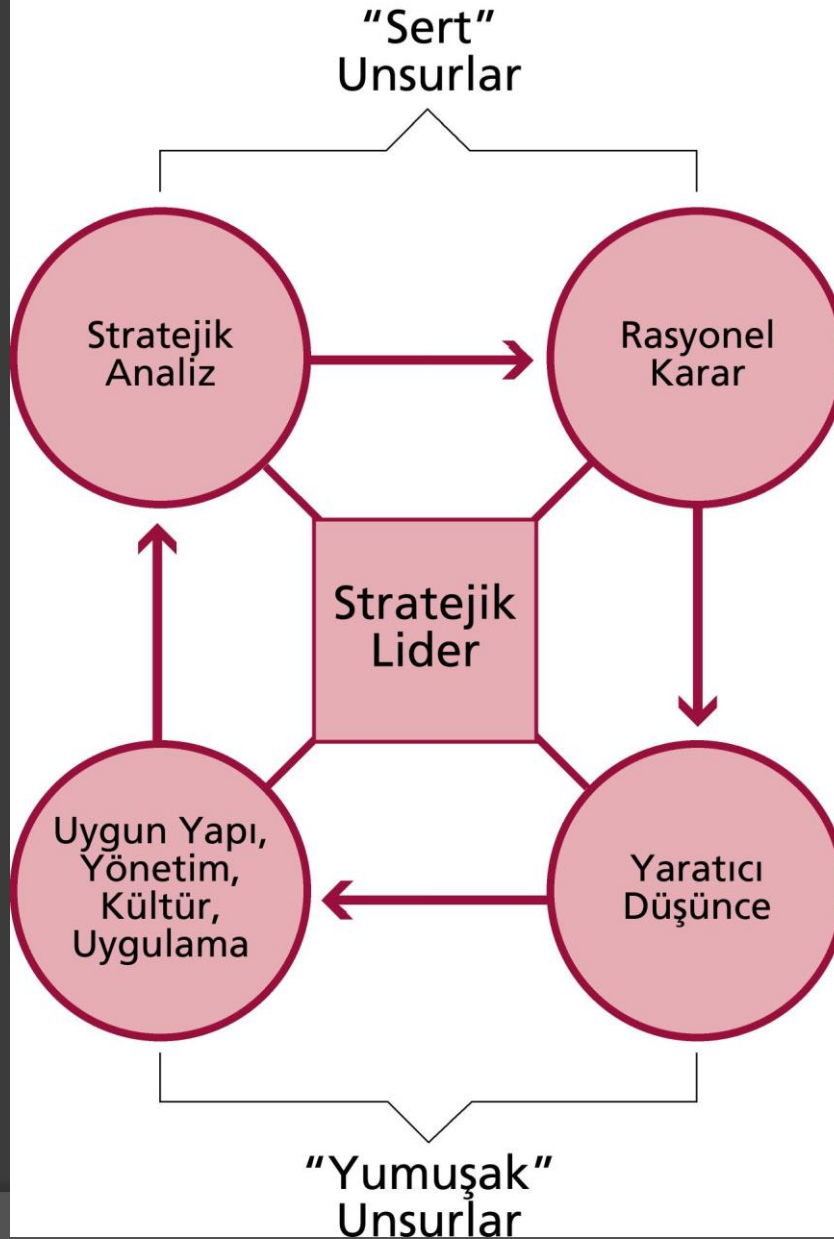 “Sert”
Unsurlar
Stratejik
Analiz
Rasyonel
Karar
Stratejik
Lider
Uygun Yapı,
Yönetim,
Kültür,
Uygulama
Yaratıcı
Düşünce
“Yumuşak”
Unsurlar